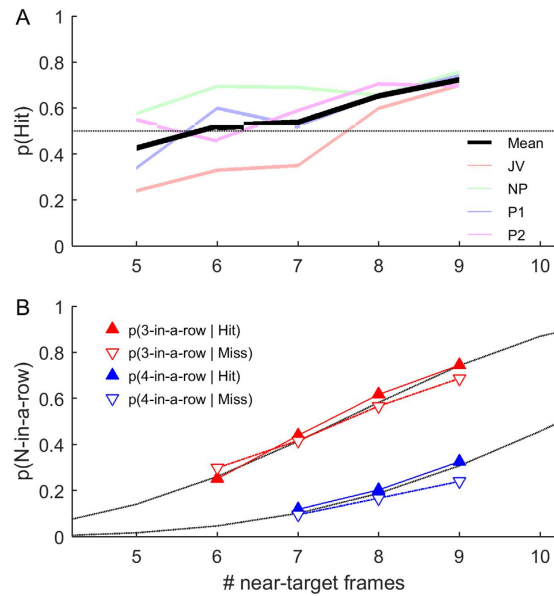 A
1
0.8
0.6
0.4
0.2
0
p(Hit)
Mean
JV
NP
P1
P2
5 6 7 8 9 10
B
1
0.8
0.6
0.4
0.2
0
p(N-in-a-row)
p(3-in-a-row | Hit)
p(3-in-a-row | Miss)
p(4-in-a-row | Hit)
p(4-in-a-row | Miss)
5 6 7 8 9 10
# near-target frames